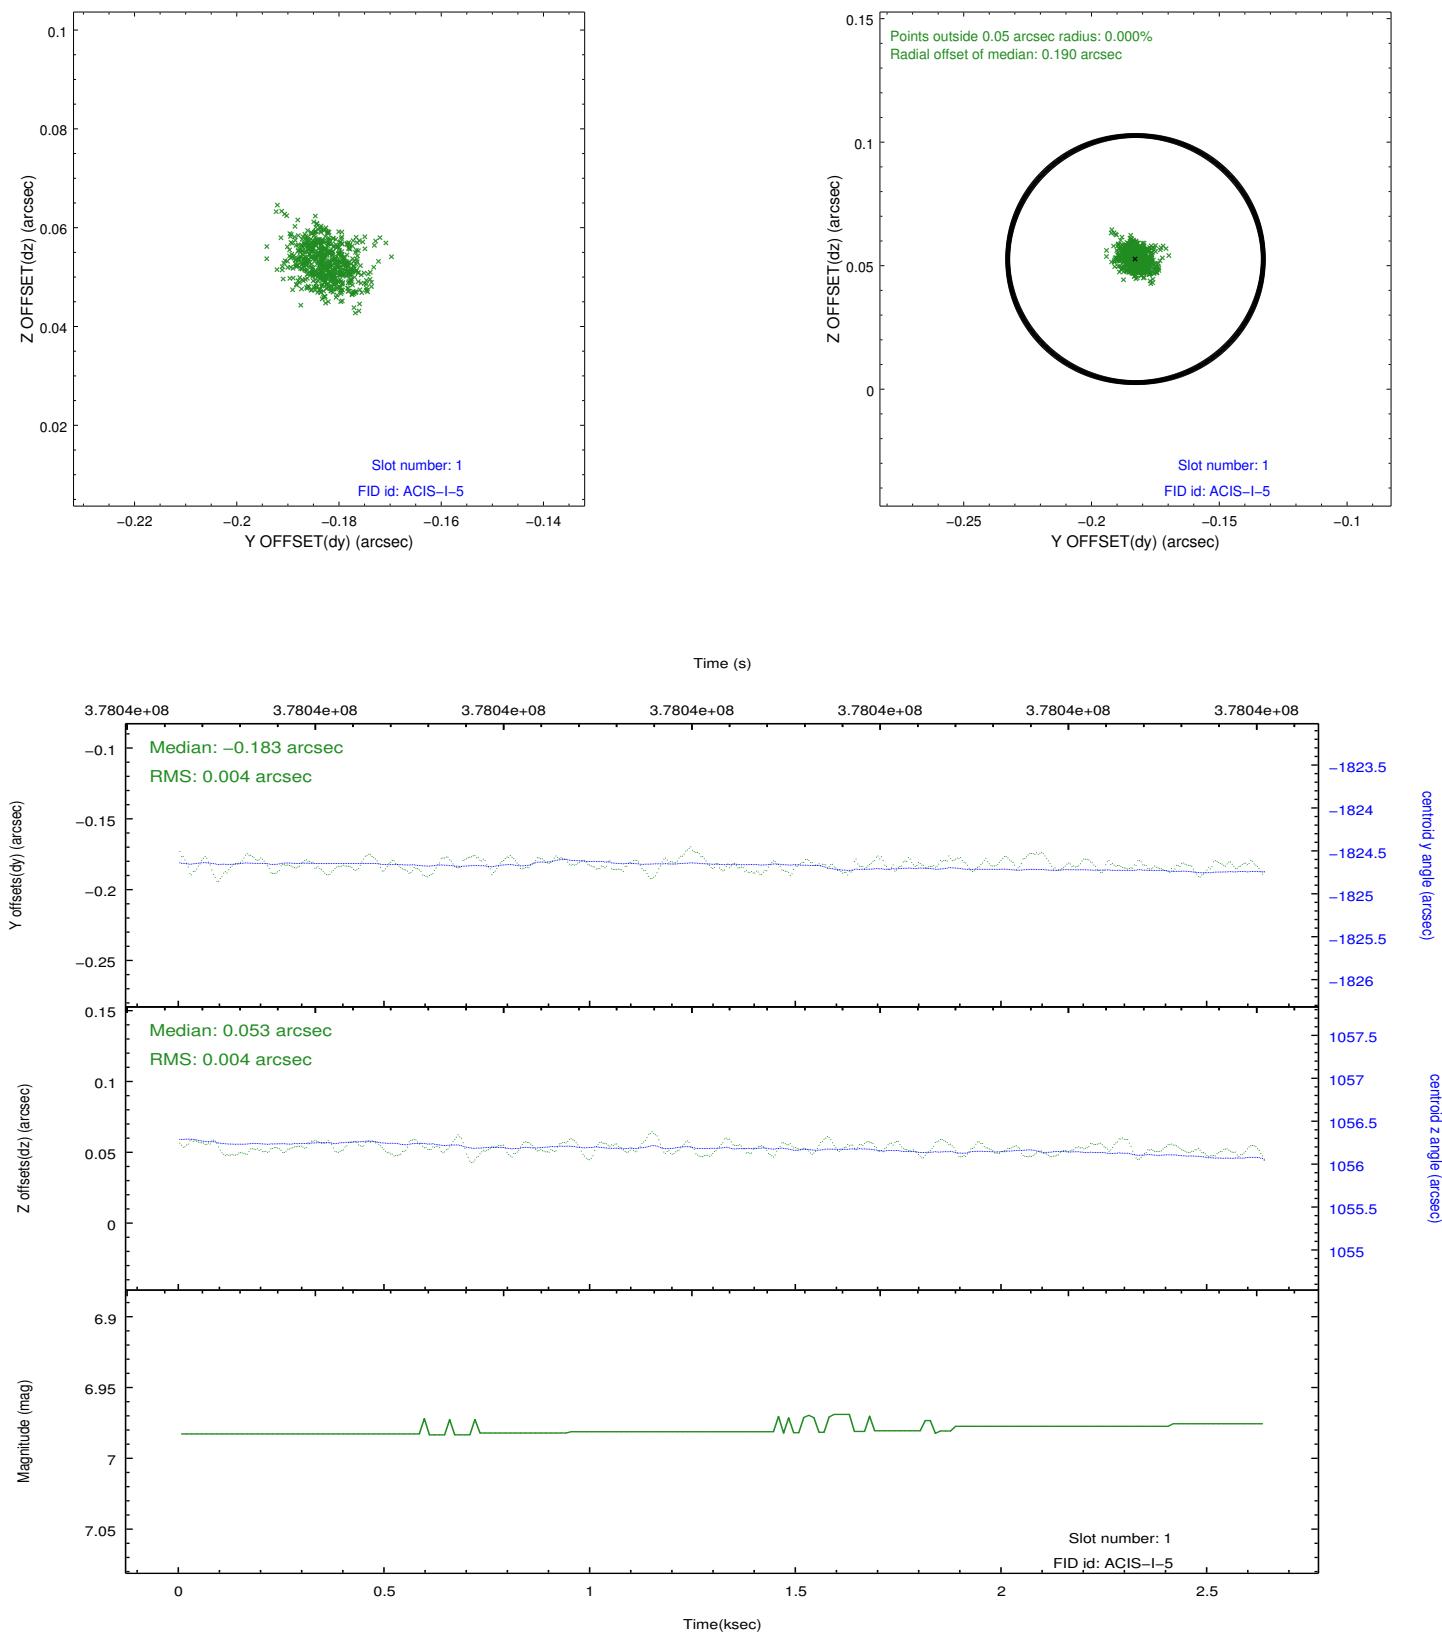 0.1
0.08
0.06
0.04
0.02
Z OFFSET(dz) (arcsec)
Slot number: 1
FID id: ACIS−I−5
−0.22 −0.2 −0.18 −0.16 −0.14
Y OFFSET(dy) (arcsec)
0.15
Points outside 0.05 arcsec radius: 0.000%
Radial offset of median: 0.190 arcsec
0.1
0.05
0
Z OFFSET(dz) (arcsec)
Slot number: 1
FID id: ACIS−I−5
−0.25 −0.2 −0.15 −0.1
Y OFFSET(dy) (arcsec)
Time (s)
3.7804e+08 3.7804e+08 3.7804e+08 3.7804e+08 3.7804e+08 3.7804e+08 3.7804e+08
Median: −0.183 arcsec
RMS: 0.004 arcsec
−0.1
−0.15
−0.2
−0.25
Y offsets(dy) (arcsec)
−1823.5
−1824
−1824.5
−1825
−1825.5
−1826
centroid y angle (arcsec)
Median: 0.053 arcsec
RMS: 0.004 arcsec
0.15
0.1
0.05
0
Z offsets(dz) (arcsec)
1057.5
1057
1056.5
1056
1055.5
1055
centroid z angle (arcsec)
6.9
6.95
7
7.05
Magnitude (mag)
Slot number: 1
FID id: ACIS−I−5
0 0.5 1 1.5 2 2.5
Time(ksec)